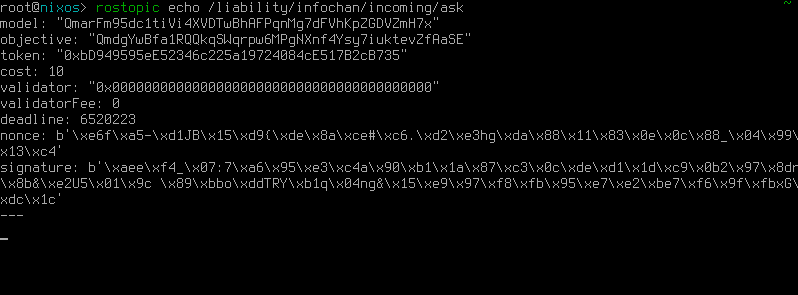 root@nixos> rostopic echo /liability/infochan/incoming/ask ~
model: "QmarFm95dc1tiVi4XVDTwBhAFPqnMg7dFVhKpZGDVZmH7x"
objective: "QmdgYwBfa1RQQkqSWqrpw6MPgNXnf4Ysy7iuktevZfAaSE"
token: "0xbD949595eE52346c225a19724084cE517B2cB735"
cost: 10
validator: "0x0000000000000000000000000000000000000000"
validatorFee: 0
deadline: 6520223
nonce: b'\xe6f\xa5-\xd1JB\x15\xd9(\xde\x8a\xce#\xc6.\xd2\xe3hg\xda\x88\x11\x83\x0e\x0c\x88_\x04\x99\
x13\xc4'
signature: b'\xaee\xf4_\x07:7\xa6\x95\xe3\xc4a\x90\xb1\x1a\x87\xc3\x0c\xde\xd1\x1d\xc9\x0b2\x97\x8dr
\x8b&\xe2U5\x01\x9c \x89\xbbo\xddTRY\xb1q\x04ng&\x15\xe9\x97\xf8\xfb\x95\xe7\xe2\xbe7\xf6\x9f\xfbxG\
xdc\x1c'
---